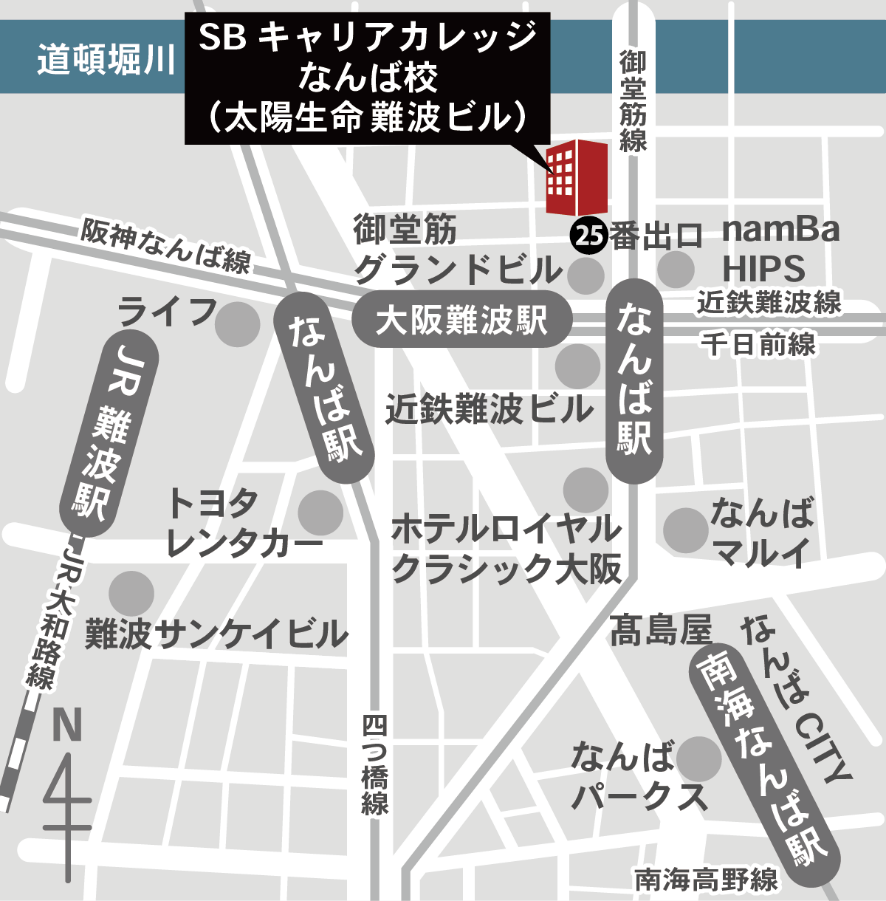 道頓堀川
SB キャリアカレッジ
なんば校
（太陽生命 難波ビル）
御堂筋線
25番出口
namBa
HIPS
御堂筋
グランドビル
阪神なんば線
近鉄難波線
千日前線
大阪難波駅
なんば駅
なんば駅
ライフ
JR 難波駅
近鉄難波ビル
トヨタ
レンタカー
ホテルロイヤル
クラシック大阪
なんば
マルイ
JR大和路線
難波サンケイビル
髙島屋
なんばCITY
南海なんば駅
N
四つ橋線
なんば
パークス
南海高野線